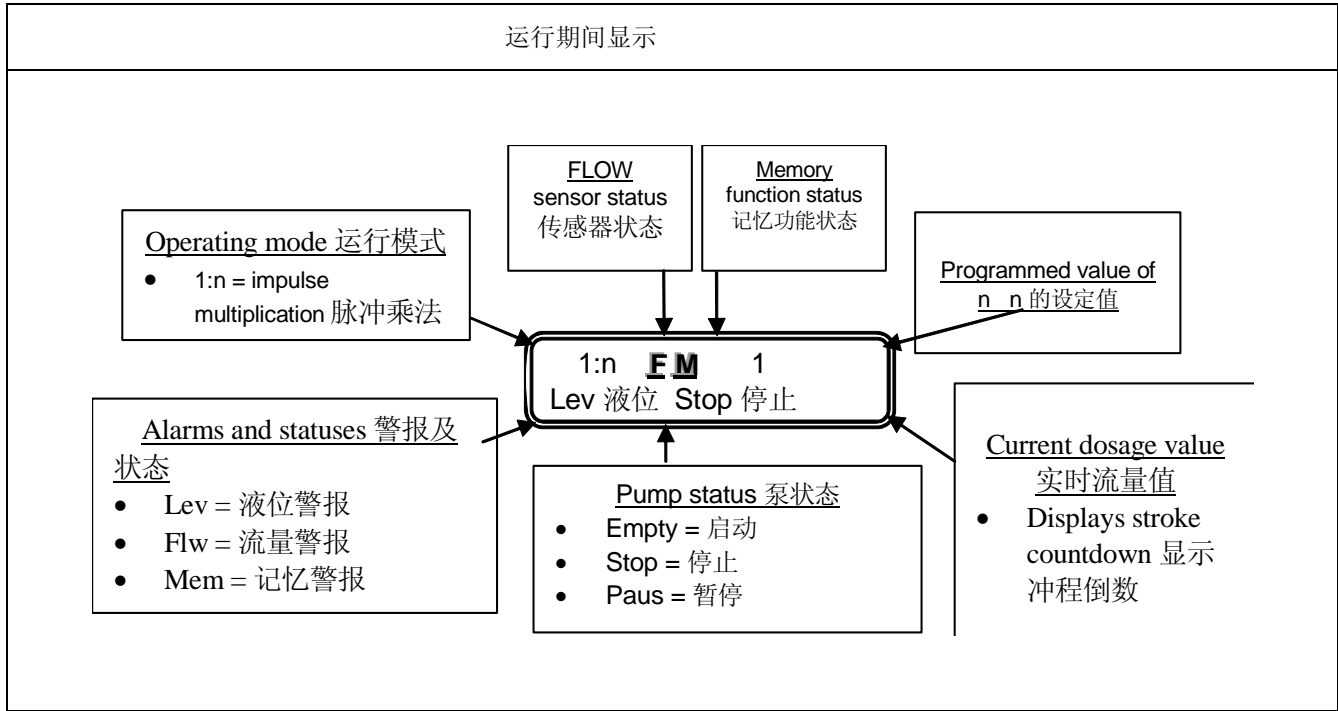 运行期间显示
FLOW
sensor status
传感器状态
Memory
function status
记忆功能状态
Operating mode 运行模式
• 1:n = impulse
multiplication 脉冲乘法
Programmed value of
n n 的设定值
1:n F M 1
Lev 液位 Stop 停止
Alarms and statuses 警报及
状态
• Lev = 液位警报
• Flw = 流量警报
• Mem = 记忆警报
Pump status 泵状态
• Empty = 启动
• Stop = 停止
• Paus = 暂停
Current dosage value
实时流量值
• Displays stroke
countdown 显示
冲程倒数